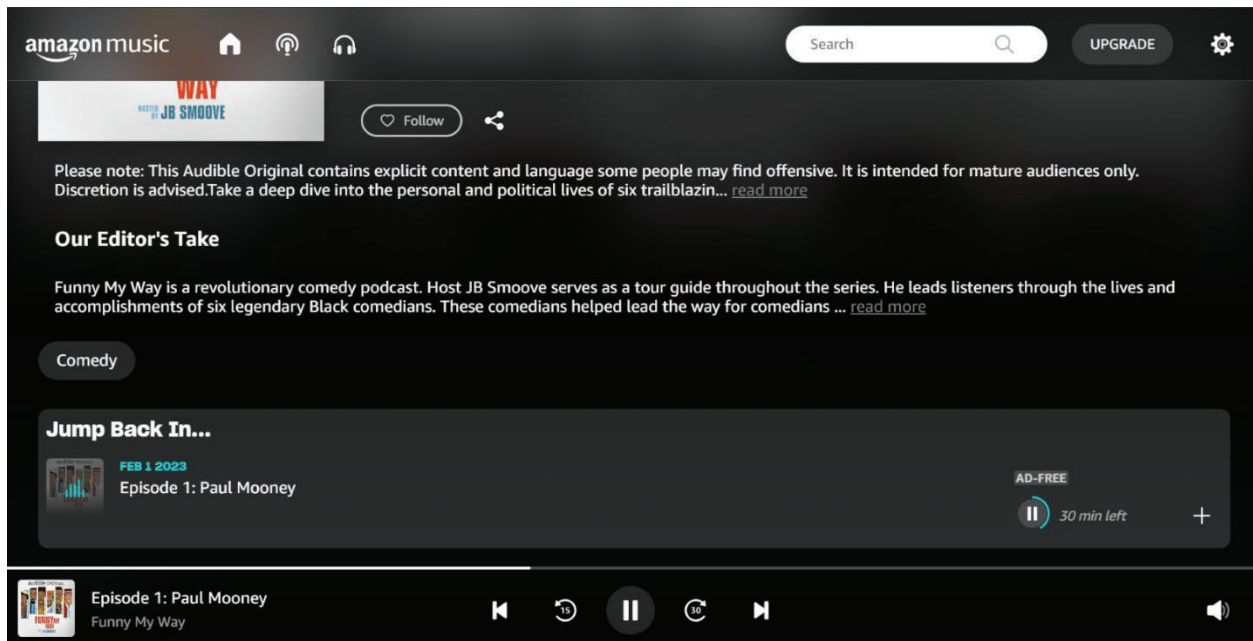 amazon music
Search
UPGRADE
WAY
HOSTED BY JB SMOOVE
Follow
Please note: This Audible Original contains explicit content and language some people may find offensive. It is intended for mature audiences only.
Discretion is advised.Take a deep dive into the personal and political lives of six trailblazin... read more
Our Editor's Take
Funny My Way is a revolutionary comedy podcast. Host JB Smoove serves as a tour guide throughout the series. He leads listeners through the lives and
accomplishments of six legendary Black comedians. These comedians helped lead the way for comedians ... read more
Comedy
Jump Back In...
FEB 1 2023
Episode 1: Paul Mooney
AD-FREE
30 min left
Episode 1: Paul Mooney
Funny My Way
15
30